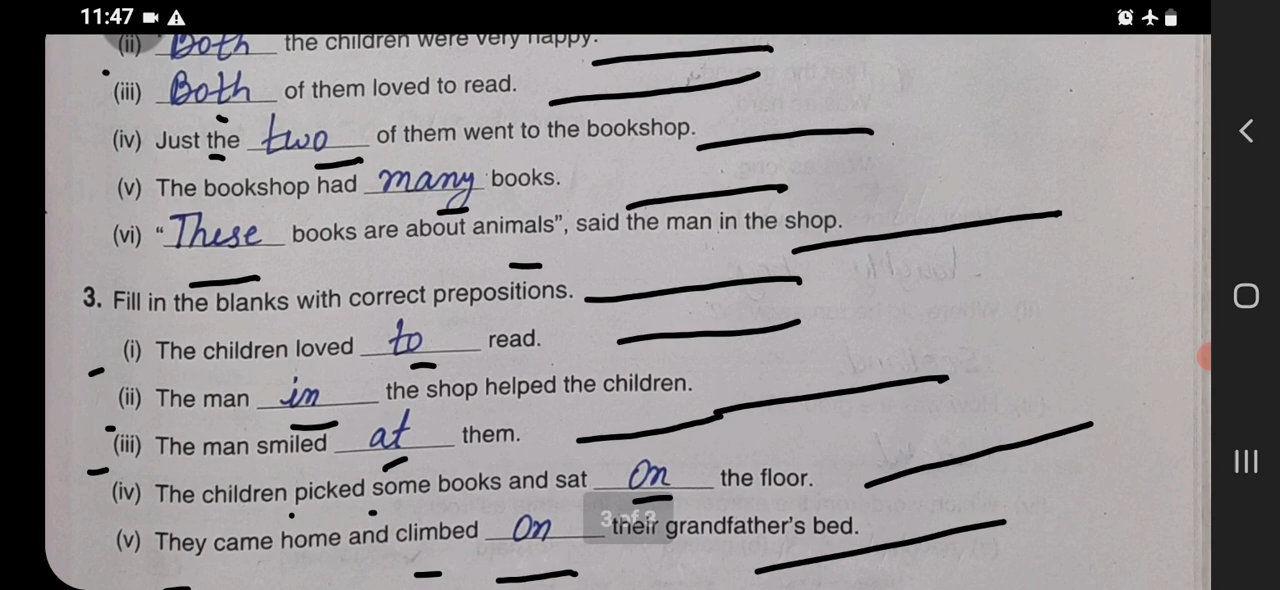 11:47
(ii) Both the children were very happy.
(iii) Both of them loved to read.
(iv) Just the two of them went to the bookshop.
(v) The bookshop had many books.
(vi) "These books are about animals", said the man in the shop.
3. Fill in the blanks with correct prepositions.
(i) The children loved to read.
(ii) The man in the shop helped the children.
(iii) The man smiled at them.
(iv) The children picked some books and sat on the floor.
3 of 3
(v) They came home and climbed on their grandfather's bed.